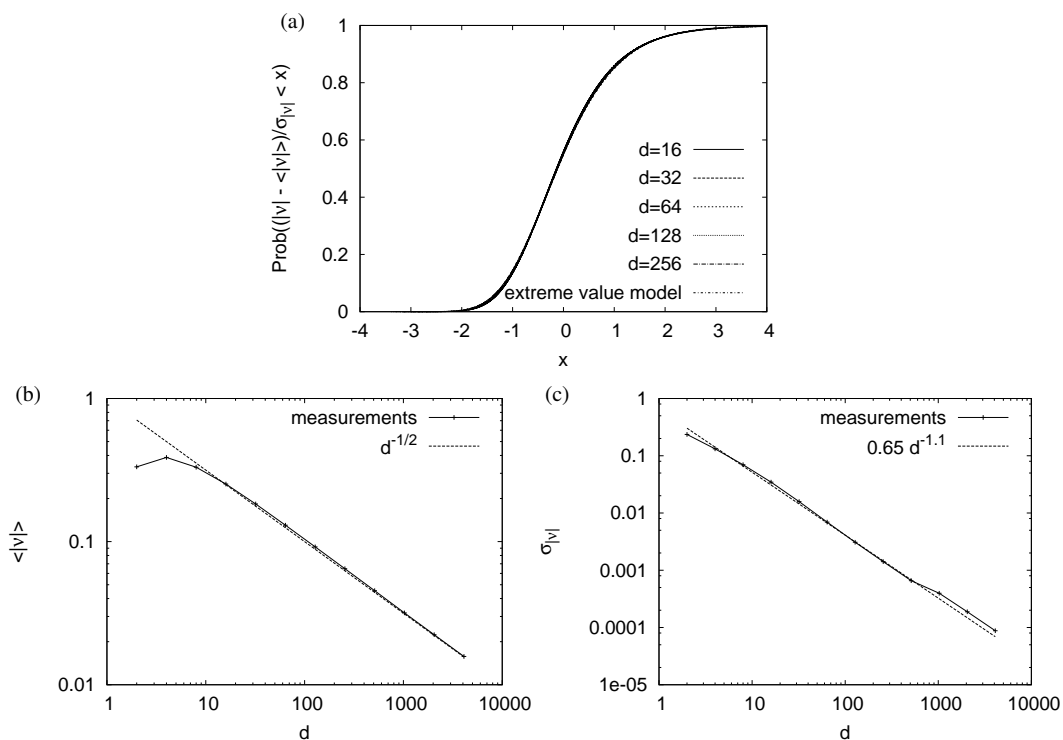 (a)
Prob((|ν| - <|ν|>)/σ|ν| < x)
1
0.8
0.6
0.4
0.2
0
d=16
d=32
d=64
d=128
d=256
extreme value model
-4 -3 -2 -1 0 1 2 3 4
x
(b)
<|ν|>
1
0.1
0.01
measurements
d-1/2
1 10 100 1000 10000
d
(c)
σ|ν|
1
0.1
0.01
0.001
0.0001
1e-05
measurements
0.65 d-1.1
1 10 100 1000 10000
d